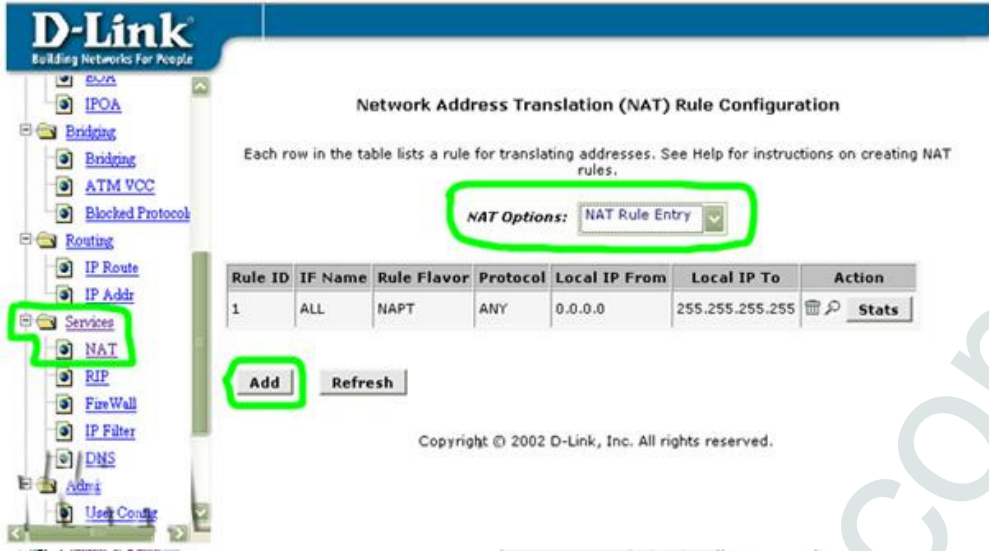 D-Link
Building Networks For People
EOA
IPOA
Bridging
Bridging
ATM VCC
Blocked Protocol
Routing
IP Route
IP Addr
Services
NAT
RIP
FireWall
IP Filter
DNS
User Config
Network Address Translation (NAT) Rule Configuration
Each row in the table lists a rule for translating addresses. See Help for instructions on creating NAT
rules.
NAT Options: NAT Rule Entry
Rule ID IF Name Rule Flavor Protocol Local IP From Local IP To Action
1 ALL NAPT ANY 0.0.0.0 255.255.255.255 Stats
Add Refresh
Copyright © 2002 D-Link, Inc. All rights reserved.